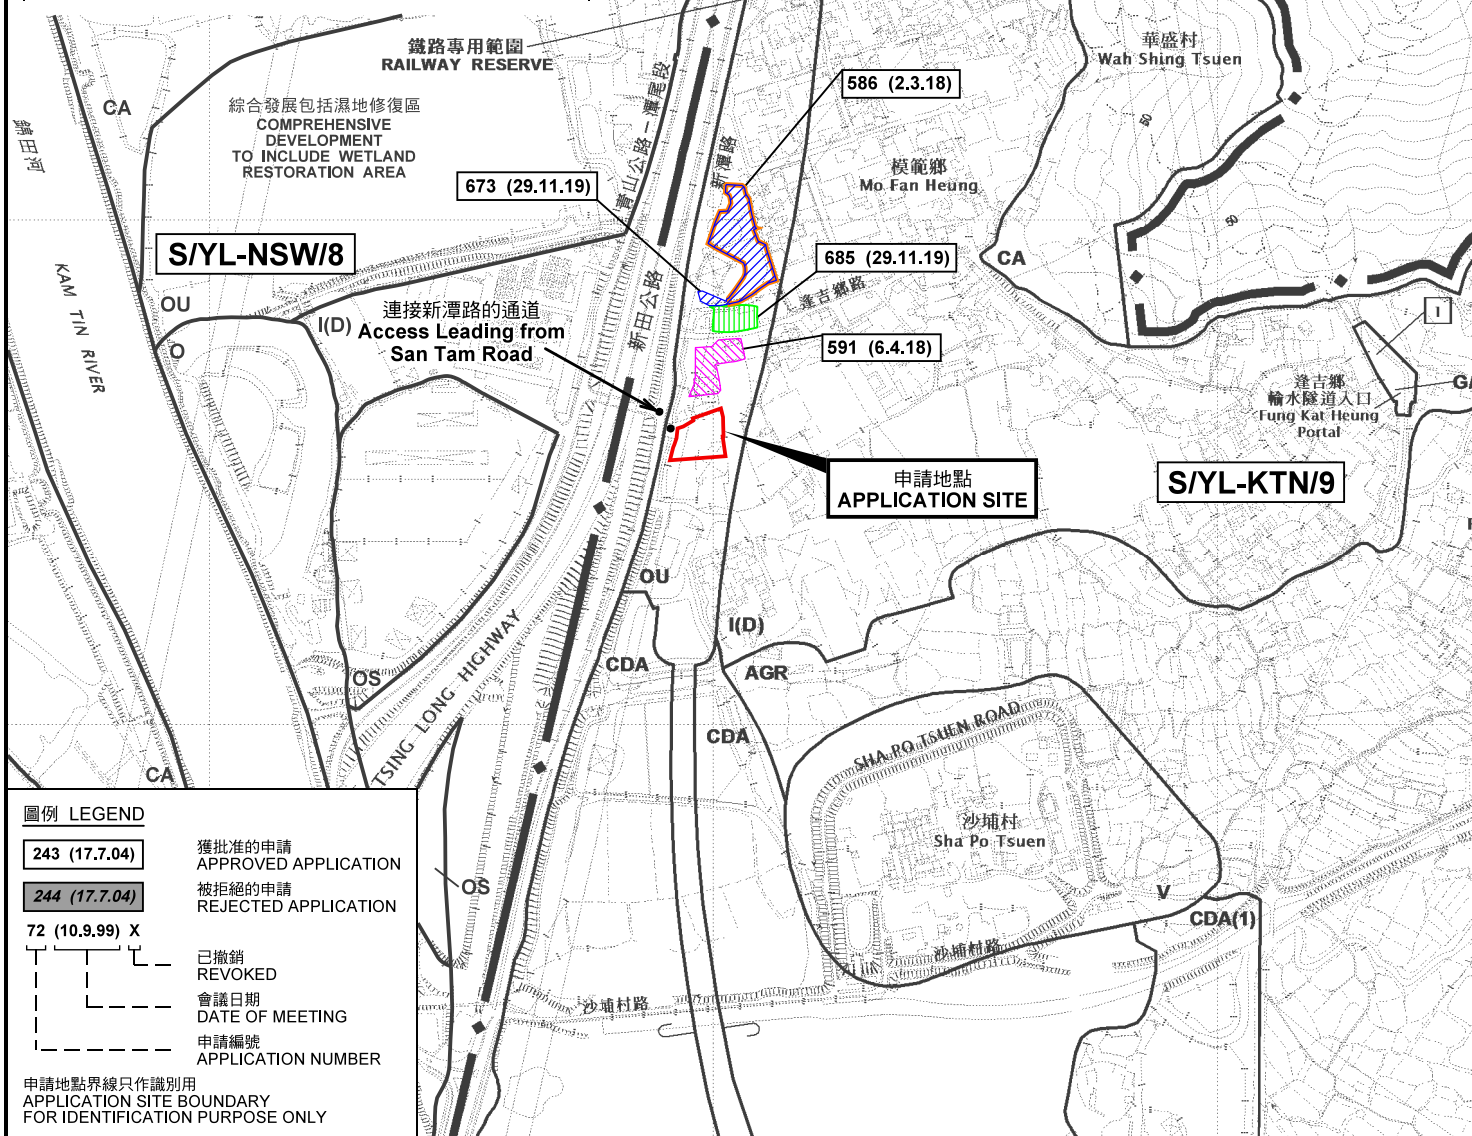 鐵路專用範圍
RAILWAY RESERVE
華盛村
Wah Shing Tsuen
586 (2.3.18)
CA
綜合發展包括濕地修復區
COMPREHENSIVE
DEVELOPMENT
TO INCLUDE WETLAND
RESTORATION AREA
錦田河
青山公路－潭尾段
新潭路
模範鄉
Mo Fan Heung
673 (29.11.19)
50
50
S/YL-NSW/8
685 (29.11.19)
CA
KAM TIN RIVER
OU
I(D)
O
連接新潭路的通道
Access Leading from
San Tam Road
新田公路
逢吉鄉路
591 (6.4.18)
1
逢吉鄉
輸水隧道入口
Fung Kat Heung
Portal
GA
申請地點
APPLICATION SITE
S/YL-KTN/9
OU
I(D)
CDA
AGR
OS
TSING LONG HIGHWAY
CDA
SHA PO TSUEN ROAD
CA
沙埔村
Sha Po Tsuen
OS
V
CDA(1)
沙埔村路
沙埔村路
圖例 LEGEND
243 (17.7.04)
獲批准的申請
APPROVED APPLICATION
244 (17.7.04)
被拒絕的申請
REJECTED APPLICATION
72 (10.9.99) X
已撤銷
REVOKED
會議日期
DATE OF MEETING
申請編號
APPLICATION NUMBER
申請地點界線只作識別用
APPLICATION SITE BOUNDARY
FOR IDENTIFICATION PURPOSE ONLY